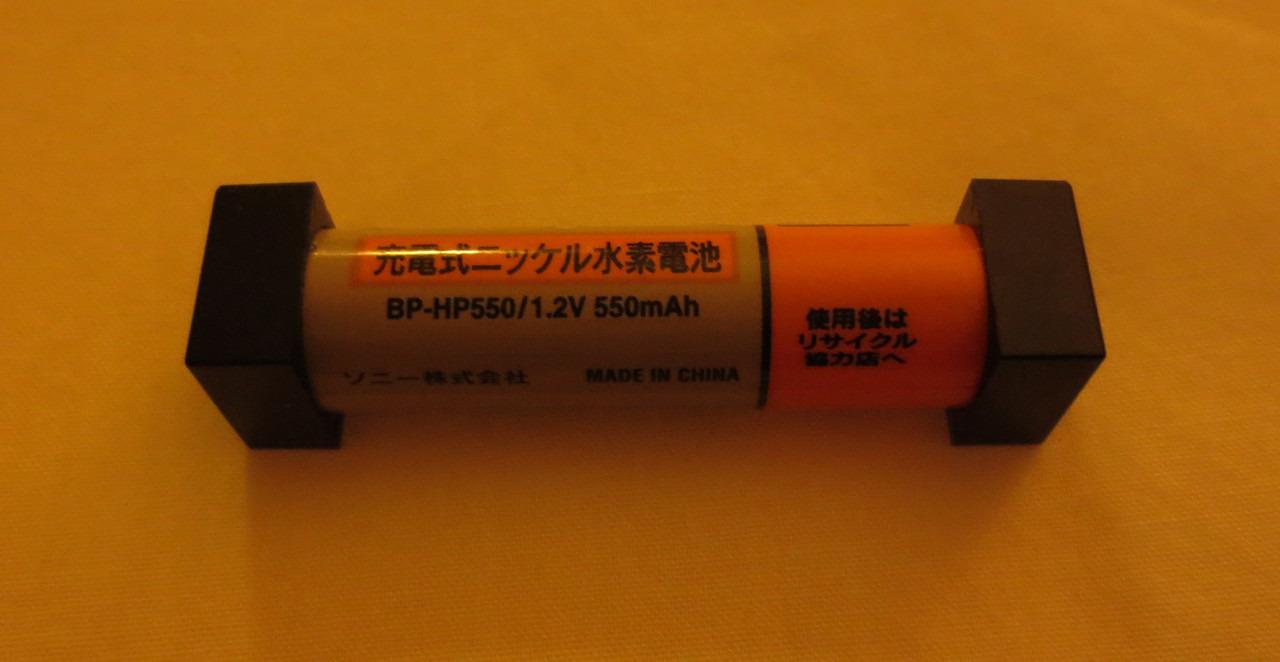 充電式ニッケル水素電池
BP-HP550/1.2V 550mAh
ソニー株式会社 MADE IN CHINA
使用後は
リサイクル
協力店へ